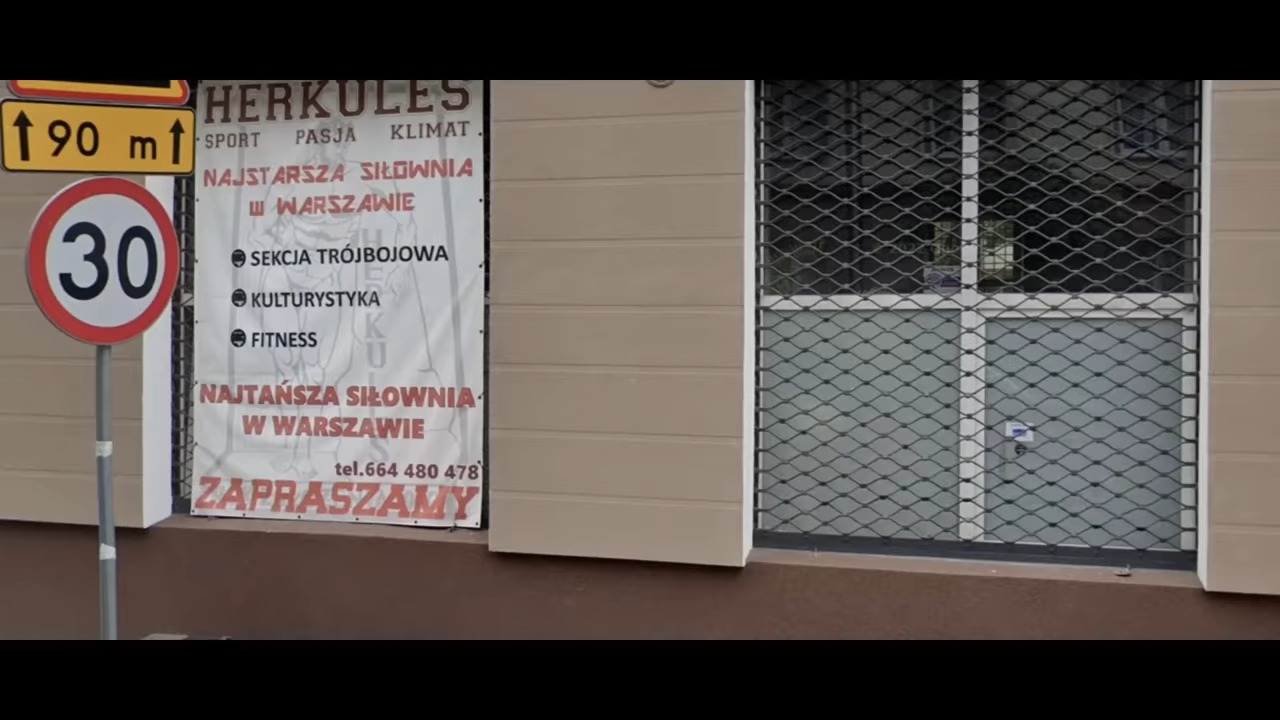 90 m
30
HERKULES
SPORT PASJA KLIMAT
NAJSTARSZA SIŁOWNIA
W WARSZAWIE
SEKCJA TRÓJBOJOWA
KULTURYSTYKA
FITNESS
NAJTAŃSZA SIŁOWNIA
W WARSZAWIE
tel.664 480 478
ZAPRASZAMY
HERKULES